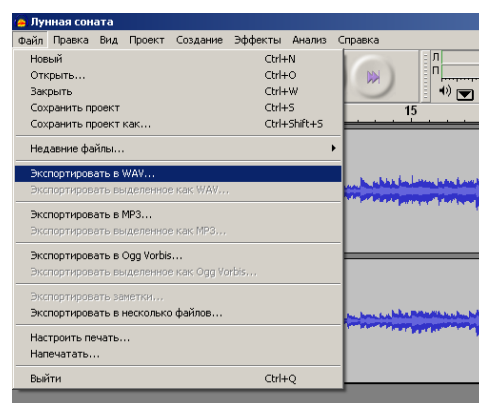 Лунная соната
Файл Правка Вид Проект Создание Эффекты Анализ Справка
Новый Ctrl+N
Открыть... Ctrl+O
Закрыть Ctrl+W
Сохранить проект Ctrl+S
Сохранить проект как... Ctrl+Shift+S
Недавние файлы...
Экспортировать в WAV...
Экспортировать выделенное как WAV...
Экспортировать в MP3...
Экспортировать выделенное как MP3...
Экспортировать в Ogg Vorbis...
Экспортировать выделенное как Ogg Vorbis...
Экспортировать заметки...
Экспортировать в несколько файлов...
Настроить печать...
Напечатать...
Выйти Ctrl+Q
Л
П
15